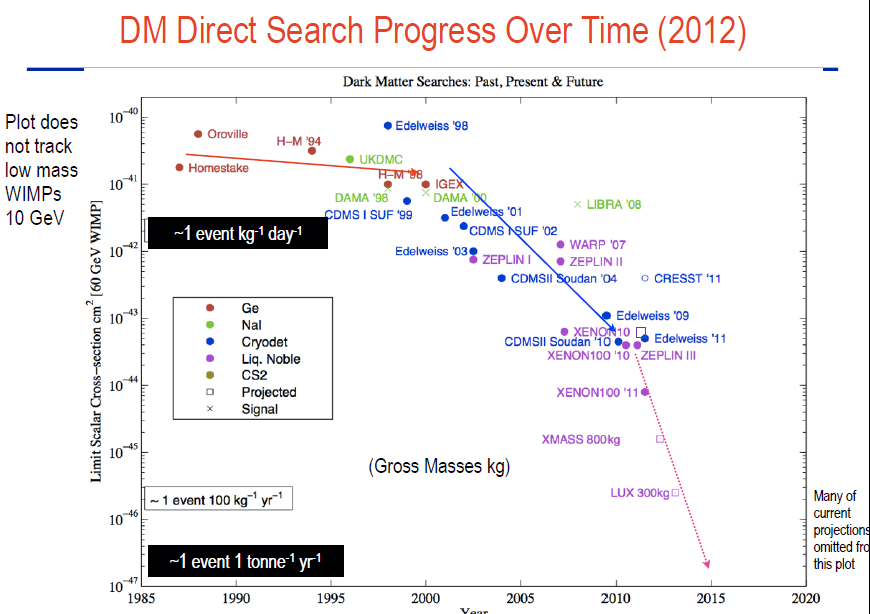 DM Direct Search Progress Over Time (2012)
Dark Matter Searches: Past, Present & Future
Plot does
not track
low mass
WIMPs
10 GeV
Limit Scalar Cross-section cm² [60 GeV WIMP]
10⁻⁴⁰
10⁻⁴¹
10⁻⁴²
10⁻⁴³
10⁻⁴⁴
10⁻⁴⁵
10⁻⁴⁶
10⁻⁴⁷
Edelweiss '98
Oroville
H–M '94
UKDMC
Homestake
H–M '98
IGEX
DAMA '98
DAMA '00
LIBRA '08
CDMS I SUF '99
Edelweiss '01
CDMS I SUF '02
~1 event kg⁻¹ day⁻¹
WARP '07
Edelweiss '03
ZEPLIN I
ZEPLIN II
CDMSII Soudan '04
CRESST '11
Edelweiss '09
XENON10
CDMSII Soudan '10
Edelweiss '11
XENON100 '10
ZEPLIN III
XENON100 '11
XMASS 800kg
LUX 300kg
Ge
NaI
Cryodet
Liq. Noble
CS2
Projected
Signal
(Gross Masses kg)
~ 1 event 100 kg⁻¹ yr⁻¹
~1 event 1 tonne⁻¹ yr⁻¹
Many of
current
projections
omitted fro
this plot
1985
1990
1995
2000
2005
2010
2015
2020
Year